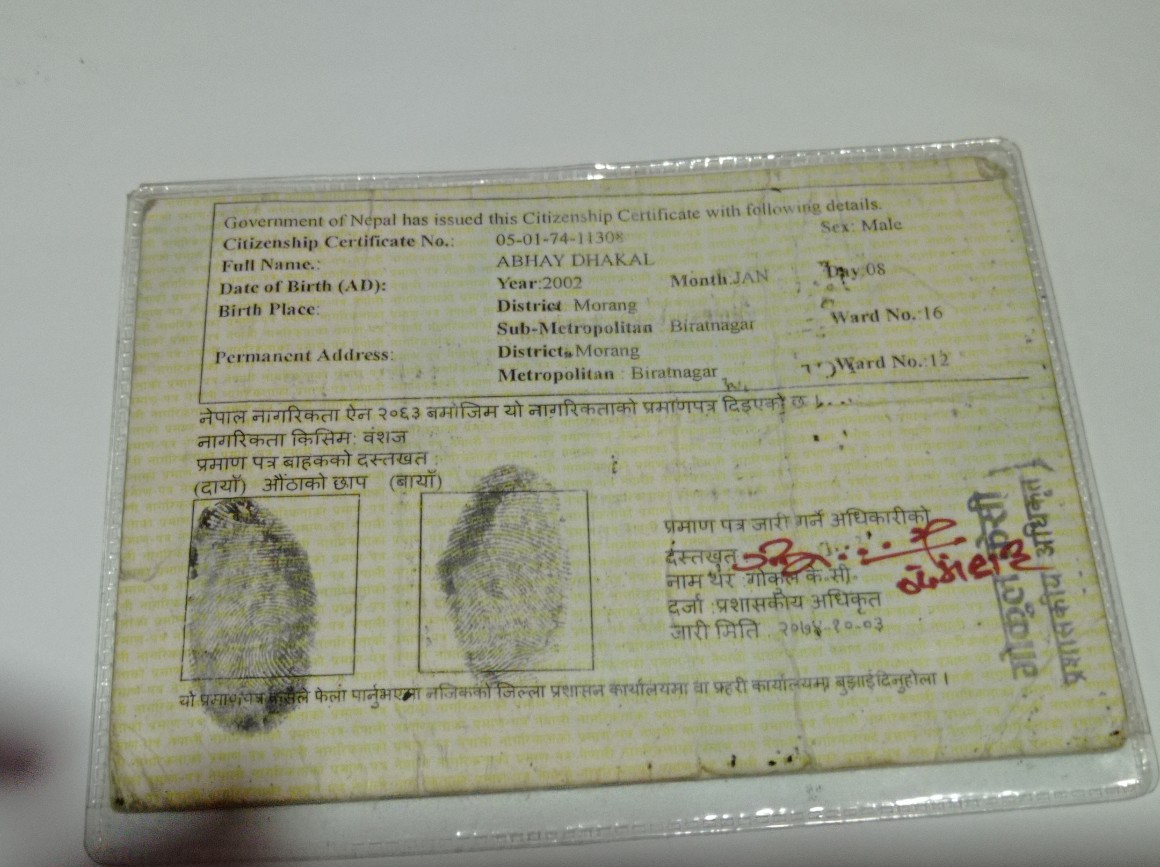 Government of Nepal has issued this Citizenship Certificate with following details.
Sex: Male
Citizenship Certificate No.: 05-01-74-11308
Full Name.: ABHAY DHAKAL
Date of Birth (AD): Year:2002 Month:JAN Day:08
Birth Place: District Morang
Sub-Metropolitan Biratnagar Ward No.:16
Permanent Address: District: Morang
Metropolitan : Biratnagar Ward No.:12
नेपाल नागरिकता ऐन २०६३ बमोजिम यो नागरिकताको प्रमाणपत्र दिइएको छ ।
नागरिकता किसिम: वंशज
प्रमाण पत्र बाहकको दस्तखत :
(दायाँ) औंठाको छाप (बायाँ)
प्रमाण पत्र जारी गर्ने अधिकारीको
दस्तखत
नाम थर : गोकुल के.सी.
दर्जा : प्रशासकीय अधिकृत
जारी मिति : २०७४-१०-०३
यो प्रमाणपत्र कसैले फेला पार्नुभएमा नजिकको जिल्ला प्रशासन कार्यालयमा वा प्रहरी कार्यालयमा बुझाईदिनुहोला ।
गोकुल केसी
प्रशासकीय अधिकृत